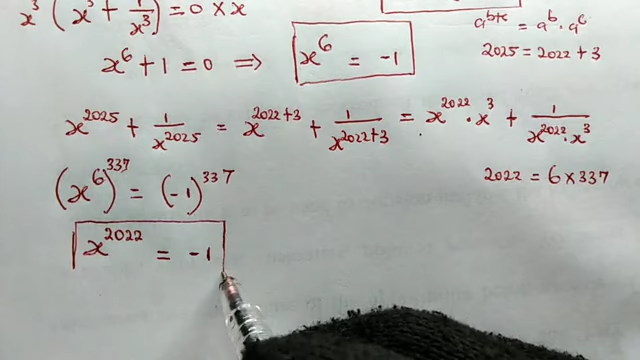 x³ (x³ + 1/x³) = 0 × x
a^(b+c) = a^b · a^c
x⁶ + 1 = 0 ⟹ x⁶ = -1
2025 = 2022 + 3
x^2025 + 1/x^2025 = x^(2022+3) + 1/x^(2022+3) = x^2022 · x³ + 1/(x^2022 · x³)
(x⁶)^337 = (-1)^337
2022 = 6 × 337
x^2022 = -1